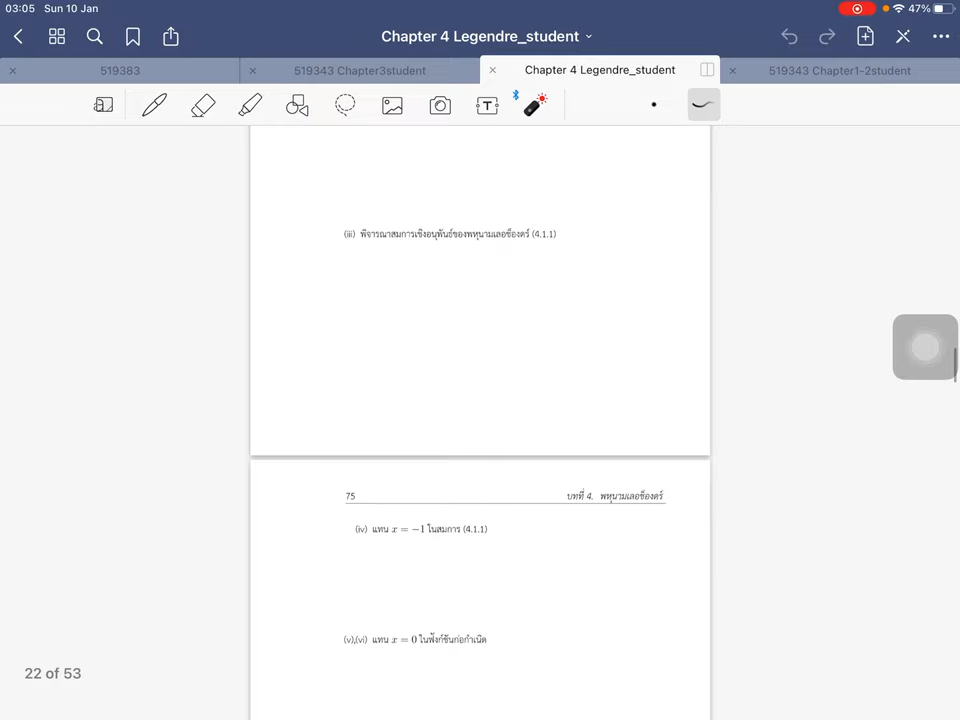 03:05 Sun 10 Jan
47%
Chapter 4 Legendre_student
519383
519343 Chapter3student
Chapter 4 Legendre_student
519343 Chapter1-2student
T
(iii) พิจารณาสมการเชิงอนุพันธ์ของพหุนามเลอช็องดร์ (4.1.1)
75 บทที่ 4. พหุนามเลอช็องดร์
(iv) แทน x = −1 ในสมการ (4.1.1)
(v),(vi) แทน x = 0 ในฟังก์ชันก่อกำเนิด
22 of 53